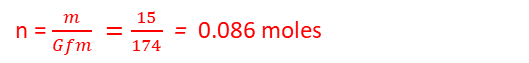 n = m/Gfm = 15/174 = 0.086 moles